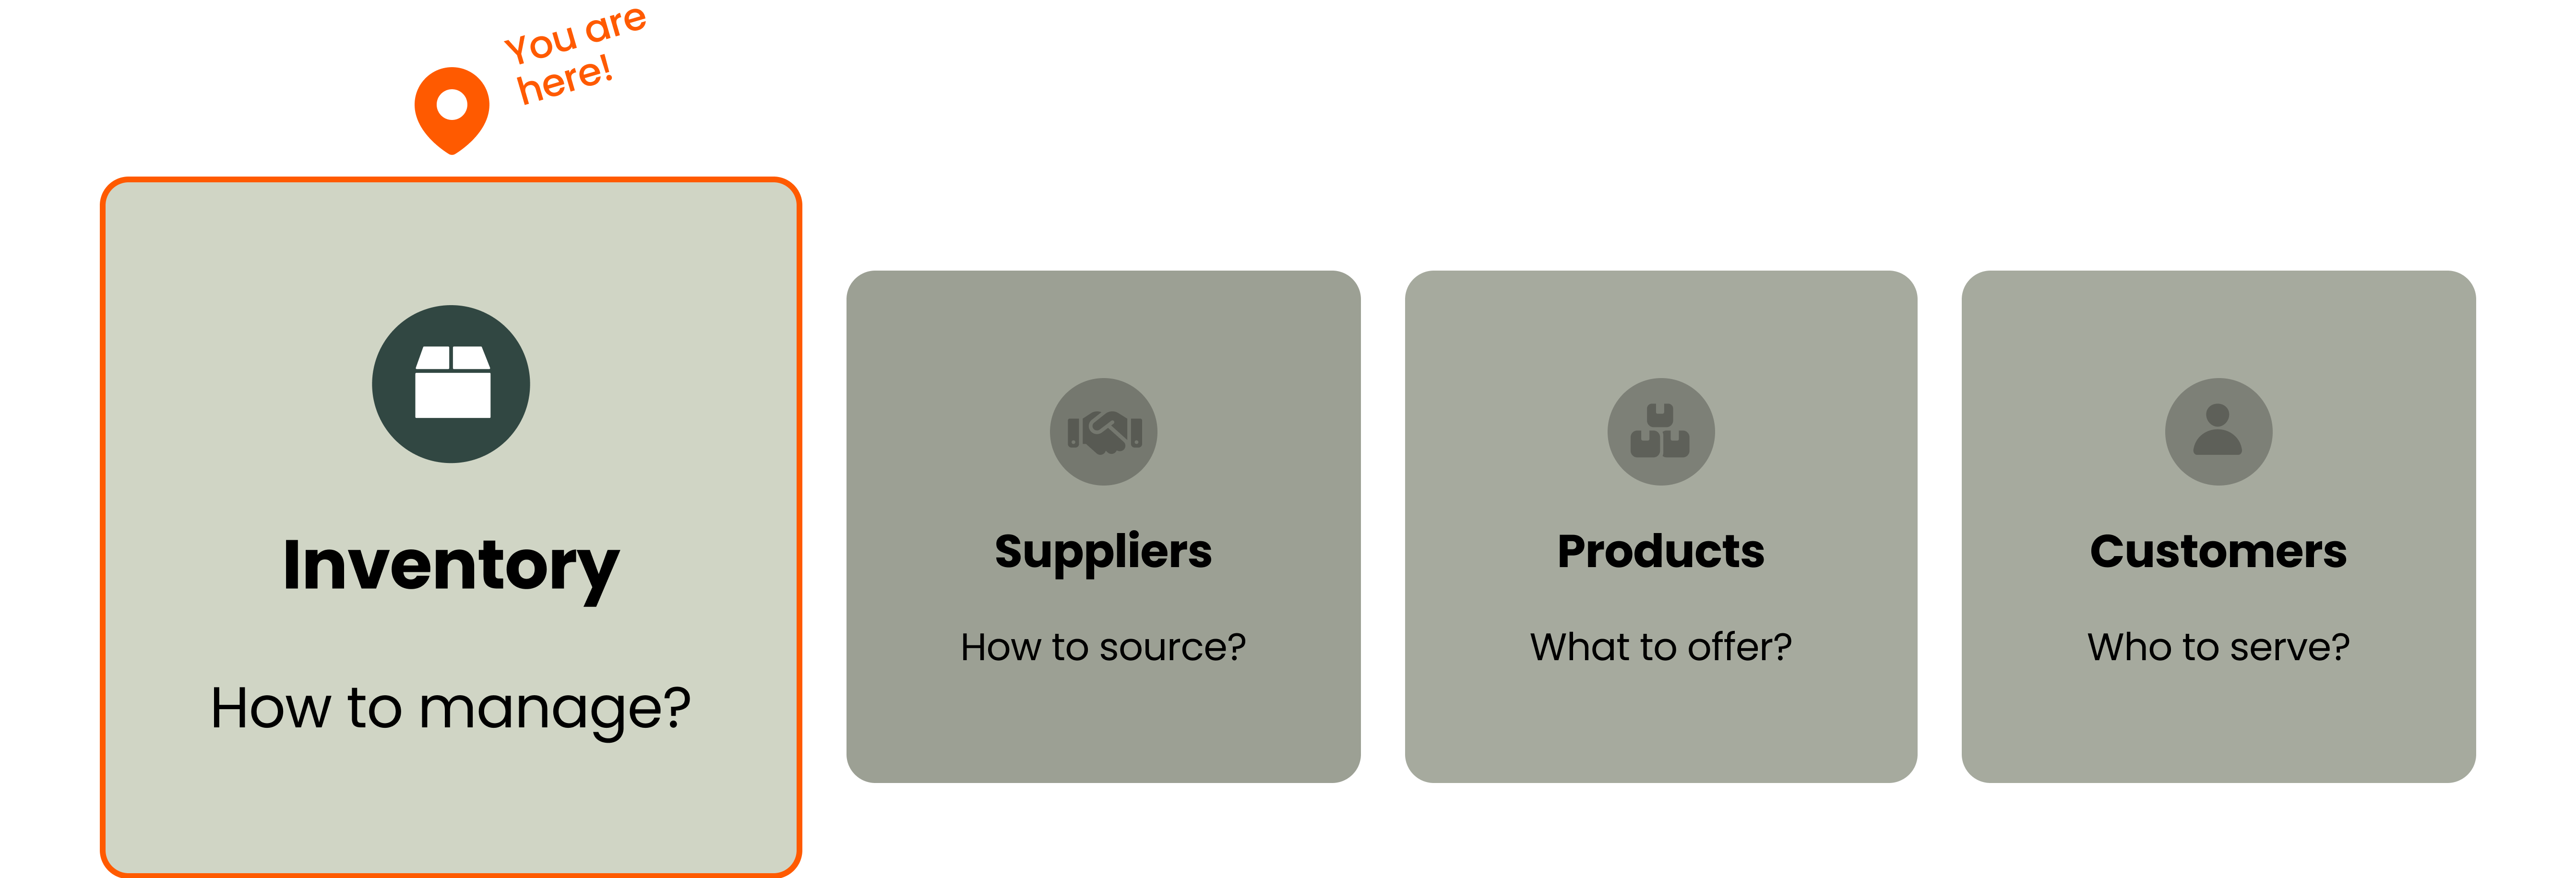 You are
here!
Inventory
How to manage?
Suppliers
How to source?
Products
What to offer?
Customers
Who to serve?